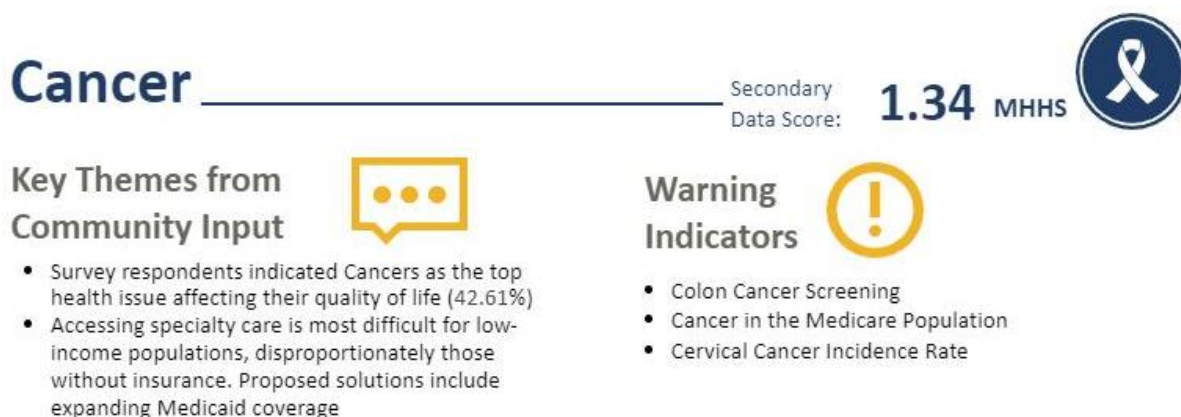 Cancer
Secondary
Data Score:
1.34 MHHS
Key Themes from
Community Input
• Survey respondents indicated Cancers as the top
health issue affecting their quality of life (42.61%)
• Accessing specialty care is most difficult for low-
income populations, disproportionately those
without insurance. Proposed solutions include
expanding Medicaid coverage
Warning
Indicators
• Colon Cancer Screening
• Cancer in the Medicare Population
• Cervical Cancer Incidence Rate